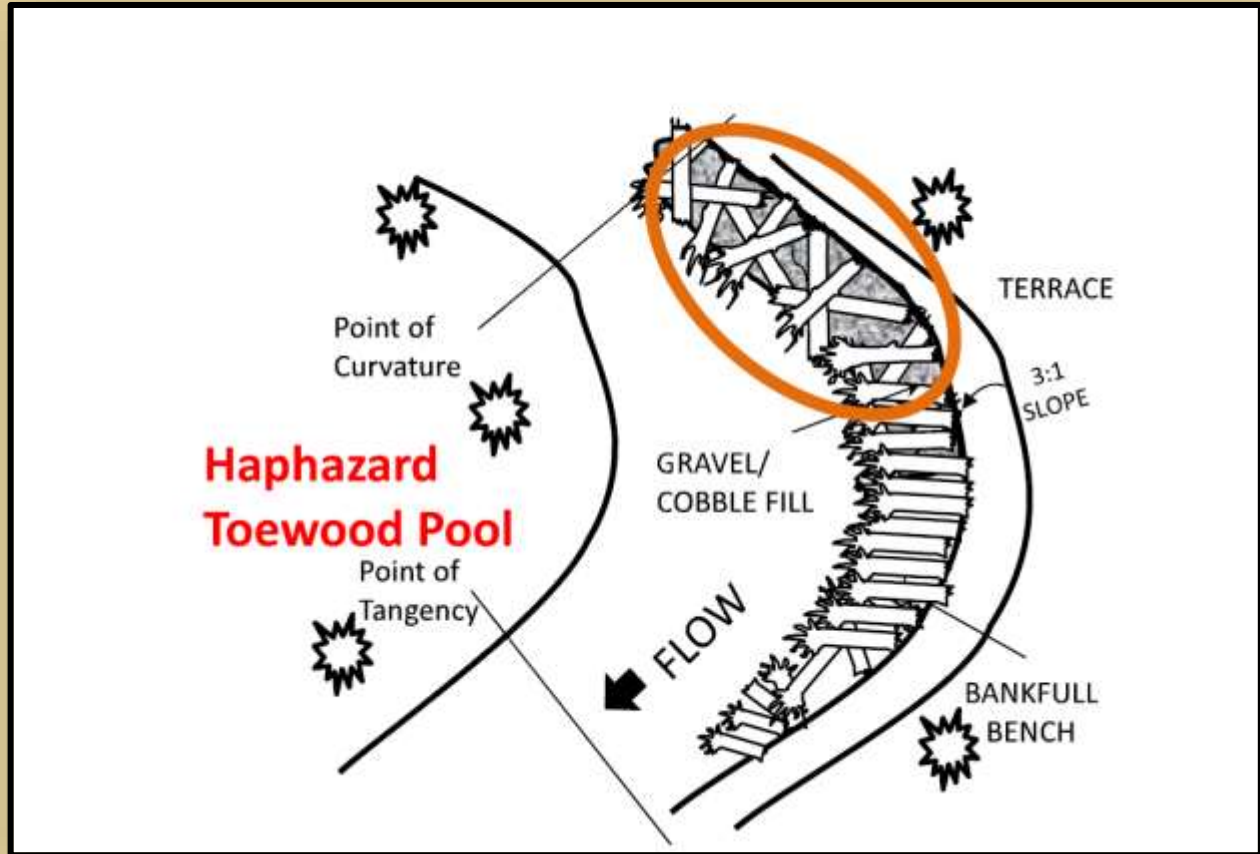 TERRACE
Point of
Curvature
3:1
SLOPE
Haphazard
Toewood Pool
GRAVEL/
COBBLE FILL
Point of
Tangency
FLOW
BANKFULL
BENCH